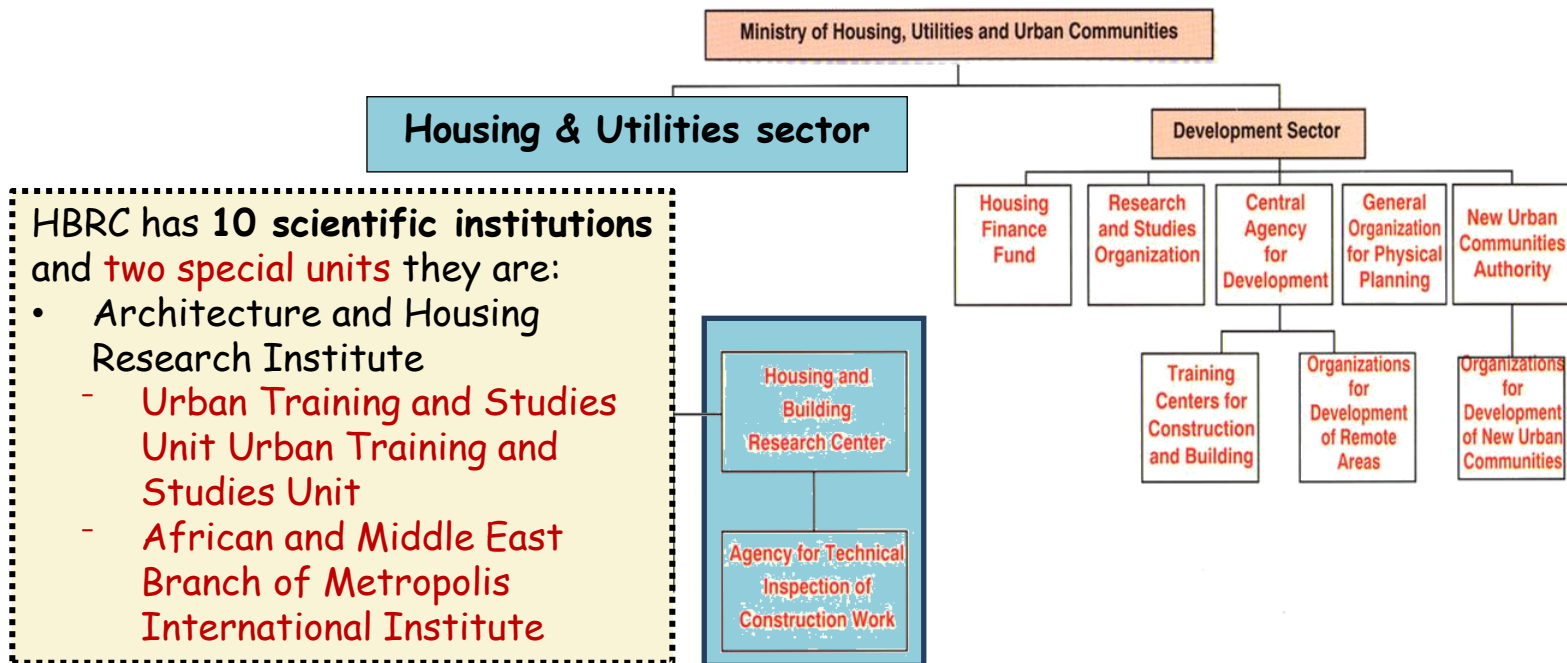 Ministry of Housing, Utilities and Urban Communities
Housing & Utilities sector
Development Sector
Housing
Finance
Fund
Research
and Studies
Organization
Central
Agency
for
Development
General
Organization
for Physical
Planning
New Urban
Communities
Authority
Training
Centers for
Construction
and Building
Organizations
for
Development
of Remote
Areas
Organizations
for
Development
of New Urban
Communities
HBRC has 10 scientific institutions
and two special units they are:
• Architecture and Housing
Research Institute
- Urban Training and Studies
Unit Urban Training and
Studies Unit
- African and Middle East
Branch of Metropolis
International Institute
Housing and
Building
Research Center
Agency for Technical
Inspection of
Construction Work